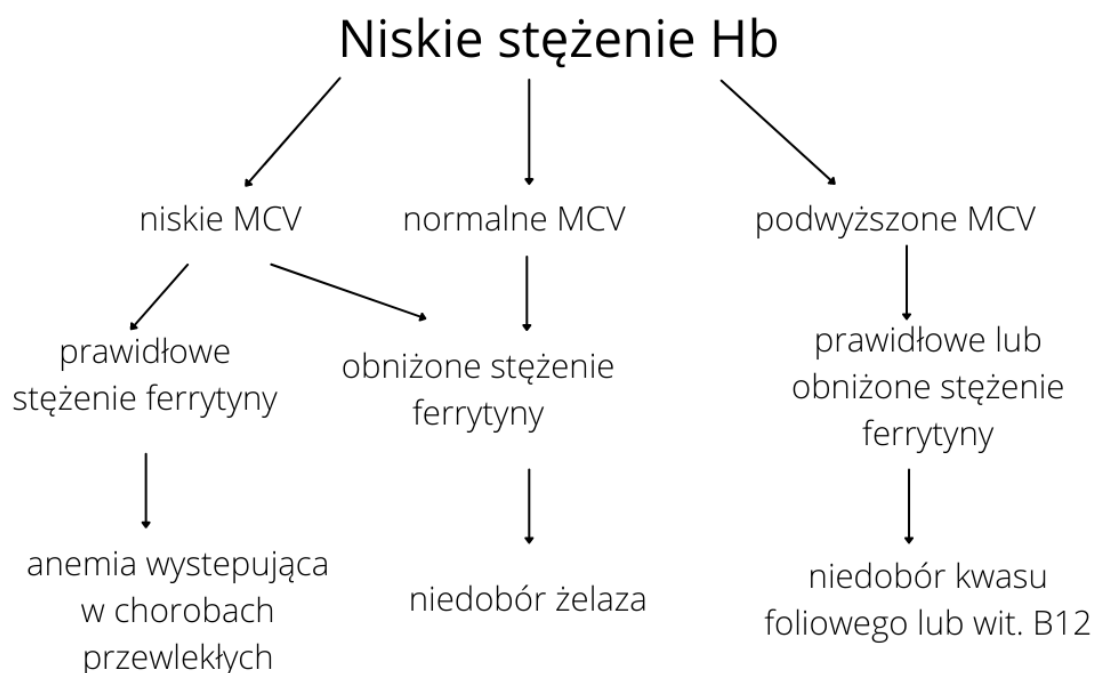 Niskie stężenie Hb
niskie MCV
normalne MCV
podwyższone MCV
prawidłowe
stężenie ferrytyny
obniżone stężenie
ferrytyny
prawidłowe lub
obniżone stężenie
ferrytyny
anemia wystepująca
w chorobach
przewlekłych
niedobór żelaza
niedobór kwasu
foliowego lub wit. B12